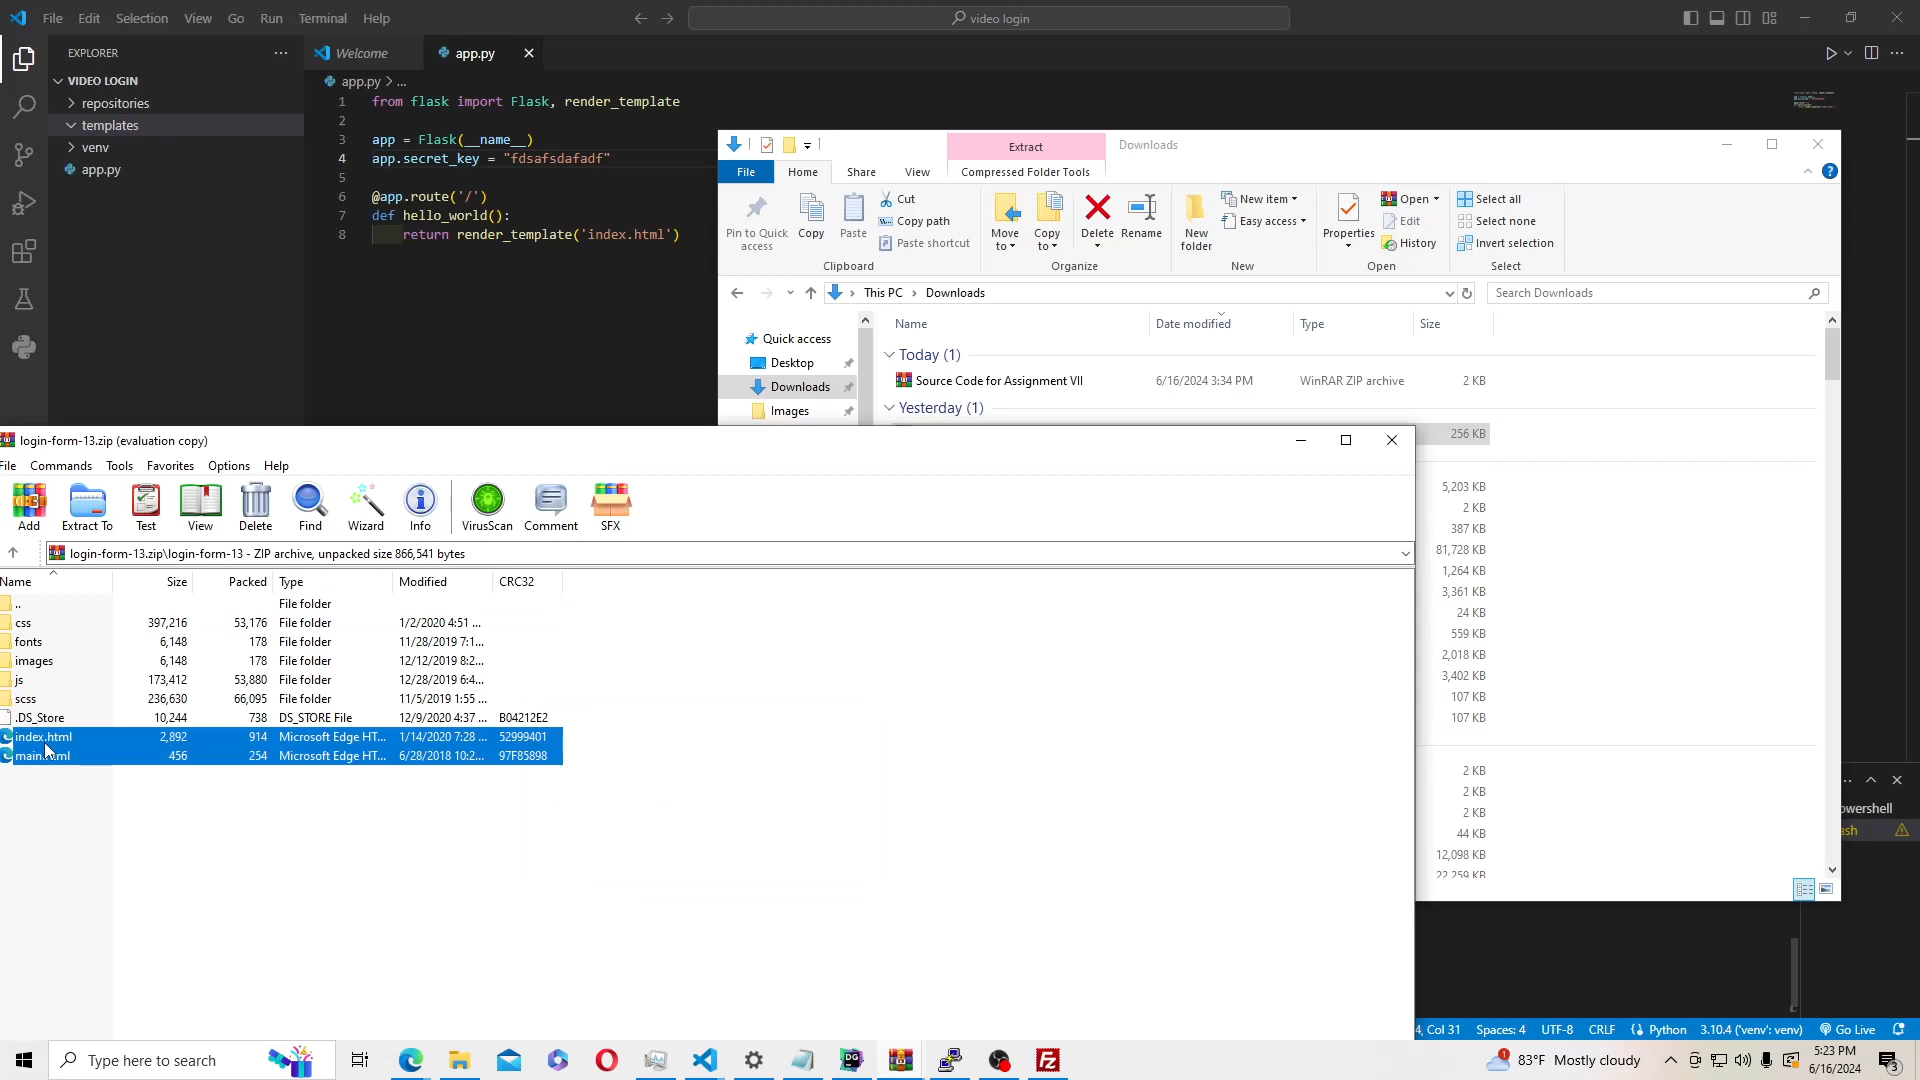 File Edit Selection View Go Run Terminal Help
video login
EXPLORER
VIDEO LOGIN
repositories
templates
venv
app.py
Welcome
app.py
app.py > ...
1 from flask import Flask, render_template
2
3 app = Flask(__name__)
4 app.secret_key = "fdsafsdafadf"
5
6 @app.route('/')
7 def hello_world():
8 return render_template('index.html')
Extract
Downloads
File Home Share View Compressed Folder Tools
Pin to Quick access
Copy
Paste
Cut
Copy path
Paste shortcut
Clipboard
Move to
Copy to
Delete
Rename
Organize
New folder
New item
Easy access
New
Properties
Open
Edit
History
Open
Select all
Select none
Invert selection
Select
This PC > Downloads
Search Downloads
Quick access
Desktop
Downloads
Images
Name Date modified Type Size
Today (1)
Source Code for Assignment VII 6/16/2024 3:34 PM WinRAR ZIP archive 2 KB
Yesterday (1)
256 KB
5,203 KB
2 KB
387 KB
81,728 KB
1,264 KB
3,361 KB
24 KB
559 KB
2,018 KB
3,402 KB
107 KB
107 KB
2 KB
2 KB
2 KB
44 KB
12,098 KB
22,259 KB
login-form-13.zip (evaluation copy)
File Commands Tools Favorites Options Help
Add Extract To Test View Delete Find Wizard Info VirusScan Comment SFX
login-form-13.zip\login-form-13 - ZIP archive, unpacked size 866,541 bytes
Name Size Packed Type Modified CRC32
.. File folder
css 397,216 53,176 File folder 1/2/2020 4:51 ...
fonts 6,148 178 File folder 11/28/2019 7:1...
images 6,148 178 File folder 12/12/2019 8:2...
js 173,412 53,880 File folder 12/28/2019 6:4...
scss 236,630 66,095 File folder 11/5/2019 1:55 ...
.DS_Store 10,244 738 DS_STORE File 12/9/2020 4:37 ... B04212E2
index.html 2,892 914 Microsoft Edge HT... 1/14/2020 7:28 ... 52999401
main.html 456 254 Microsoft Edge HT... 6/28/2018 10:2... 97F85898
owershell
ash
4, Col 31 Spaces: 4 UTF-8 CRLF Python 3.10.4 ('venv': venv) Go Live
Type here to search
83°F Mostly cloudy
5:23 PM
6/16/2024
3